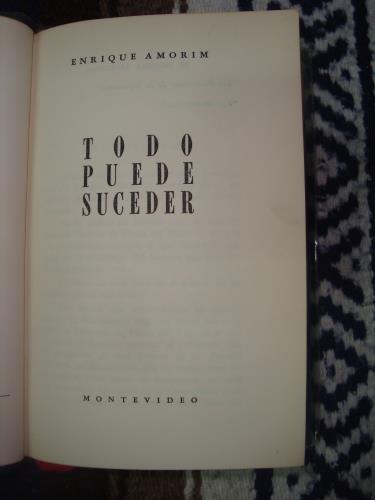 ENRIQUE AMORIM
TODO
PUEDE
SUCEDER
MONTEVIDEO